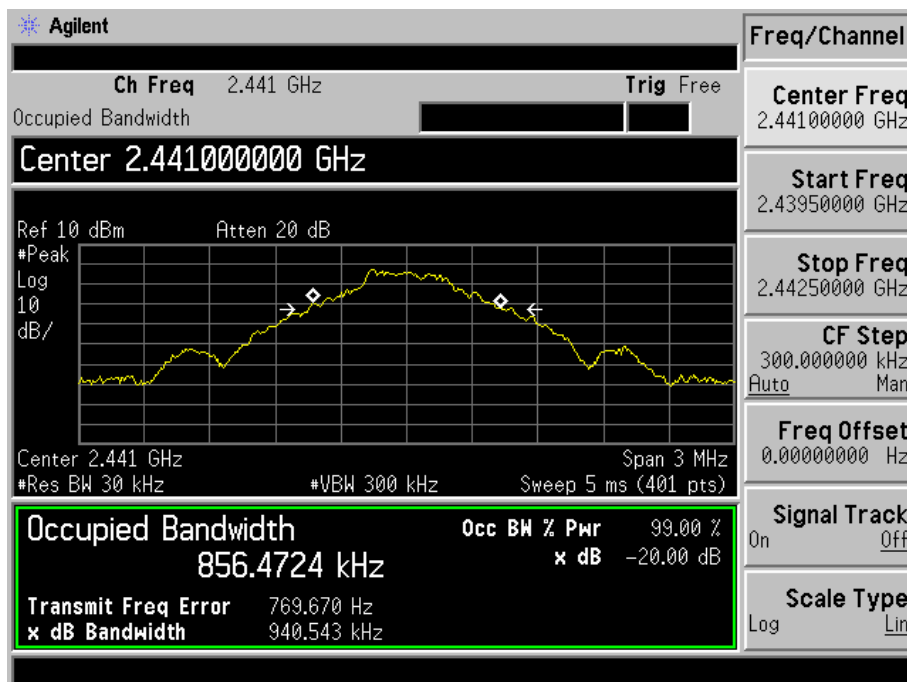 Agilent
Freq/Channel
Ch Freq 2.441 GHz Trig Free
Occupied Bandwidth
Center 2.441000000 GHz
Ref 10 dBm Atten 20 dB
#Peak
Log
10
dB/
Center 2.441 GHz Span 3 MHz
#Res BW 30 kHz #VBW 300 kHz Sweep 5 ms (401 pts)
Occupied Bandwidth Occ BW % Pwr 99.00 %
856.4724 kHz x dB -20.00 dB
Transmit Freq Error 769.670 Hz
x dB Bandwidth 940.543 kHz
Center Freq
2.44100000 GHz
Start Freq
2.43950000 GHz
Stop Freq
2.44250000 GHz
CF Step
300.000000 kHz
Auto Man
Freq Offset
0.00000000 Hz
Signal Track
On Off
Scale Type
Log Lin